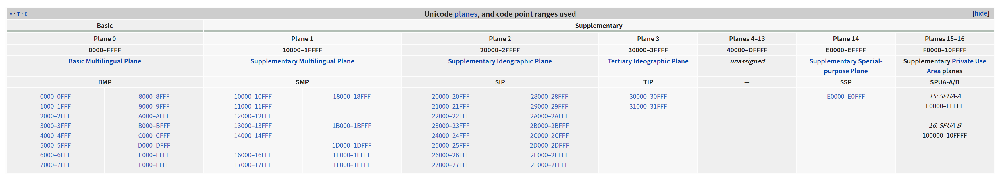 V • T • E
Unicode planes, and code point ranges used
[hide]
Basic
Supplementary
Plane 0
Plane 1
Plane 2
Plane 3
Planes 4–13
Plane 14
Planes 15–16
0000–FFFF
10000–1FFFF
20000–2FFFF
30000–3FFFF
40000–DFFFF
E0000–EFFFF
F0000–10FFFF
Basic Multilingual Plane
Supplementary Multilingual Plane
Supplementary Ideographic Plane
Tertiary Ideographic Plane
unassigned
Supplementary Special-
purpose Plane
Supplementary Private Use
Area planes
BMP
SMP
SIP
TIP
—
SSP
SPUA-A/B
0000–0FFF
1000–1FFF
2000–2FFF
3000–3FFF
4000–4FFF
5000–5FFF
6000–6FFF
7000–7FFF
8000–8FFF
9000–9FFF
A000–AFFF
B000–BFFF
C000–CFFF
D000–DFFF
E000–EFFF
F000–FFFF
10000–10FFF
11000–11FFF
12000–12FFF
13000–13FFF
14000–14FFF
16000–16FFF
17000–17FFF
18000–18FFF
1B000–1BFFF
1D000–1DFFF
1E000–1EFFF
1F000–1FFFF
20000–20FFF
21000–21FFF
22000–22FFF
23000–23FFF
24000–24FFF
25000–25FFF
26000–26FFF
27000–27FFF
28000–28FFF
29000–29FFF
2A000–2AFFF
2B000–2BFFF
2C000–2CFFF
2D000–2DFFF
2E000–2EFFF
2F000–2FFFF
30000–30FFF
31000–31FFF
E0000–E0FFF
15: SPUA-A
F0000–FFFFF
16: SPUA-B
100000–10FFFF